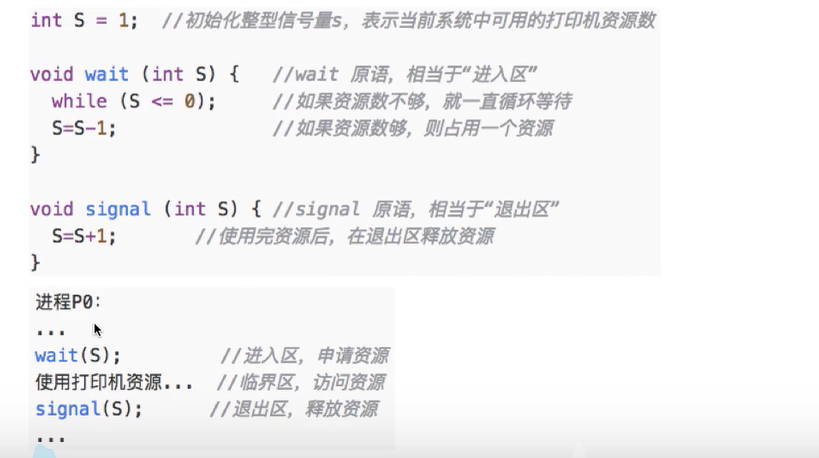 int S = 1;  //初始化整型信号量s，表示当前系统中可用的打印机资源数
void wait (int S) {   //wait 原语，相当于“进入区”
while (S <= 0);      //如果资源数不够，就一直循环等待
S=S-1;               //如果资源数够，则占用一个资源
}
void signal (int S) { //signal 原语，相当于“退出区”
S=S+1;        //使用完资源后，在退出区释放资源
}
进程P0:
...
wait(S);          //进入区，申请资源
使用打印机资源...  //临界区，访问资源
signal(S);       //退出区，释放资源
...